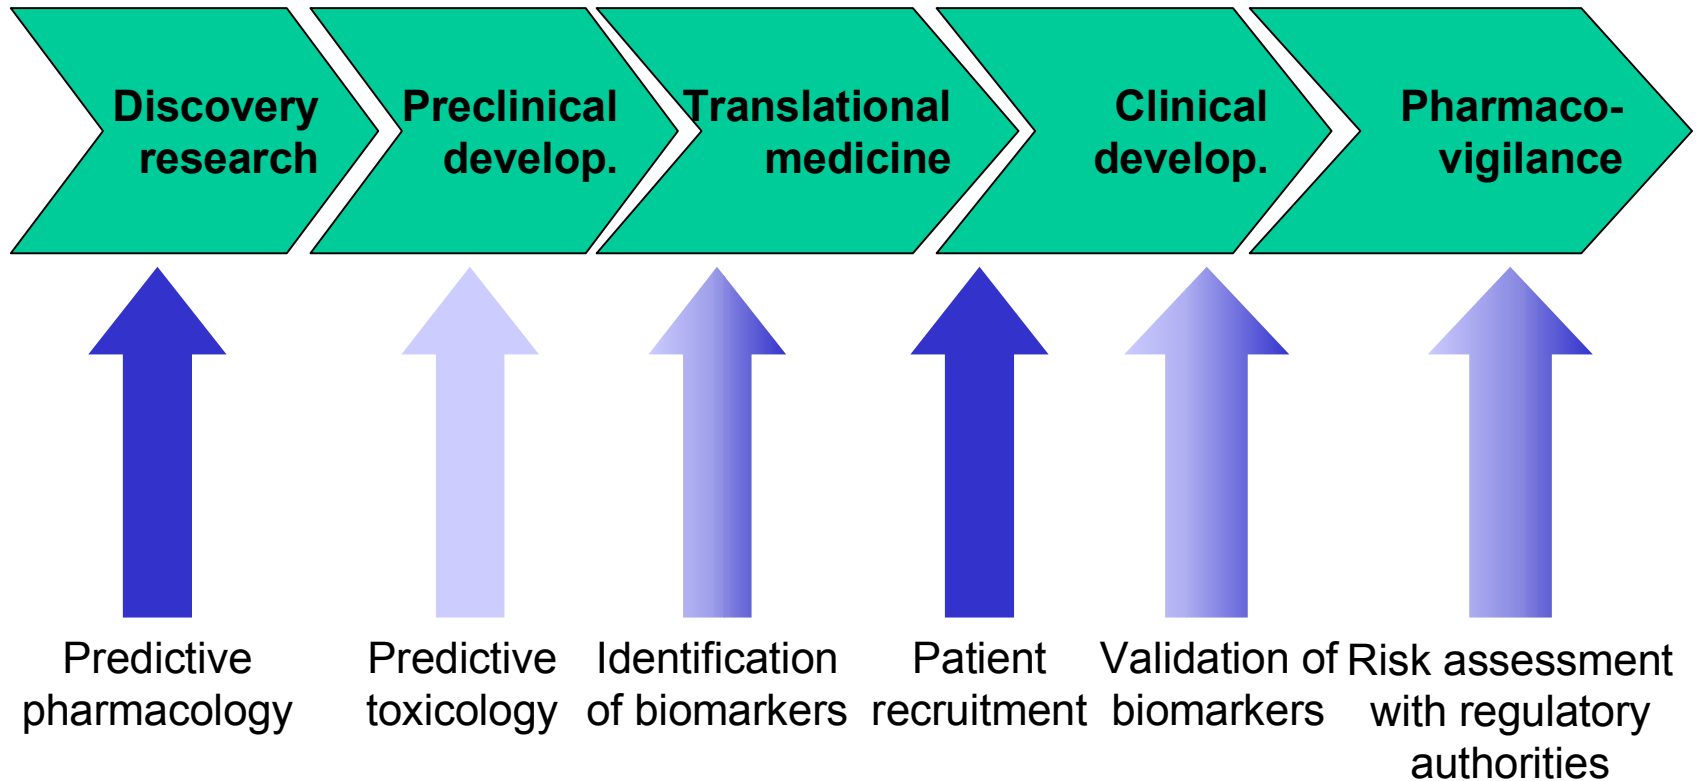 Discovery
research
Preclinical
develop.
Translational
medicine
Clinical
develop.
Pharmaco-
vigilance
Predictive
pharmacology
Predictive
toxicology
Identification
of biomarkers
Patient
recruitment
Validation of
biomarkers
Risk assessment
with regulatory
authorities